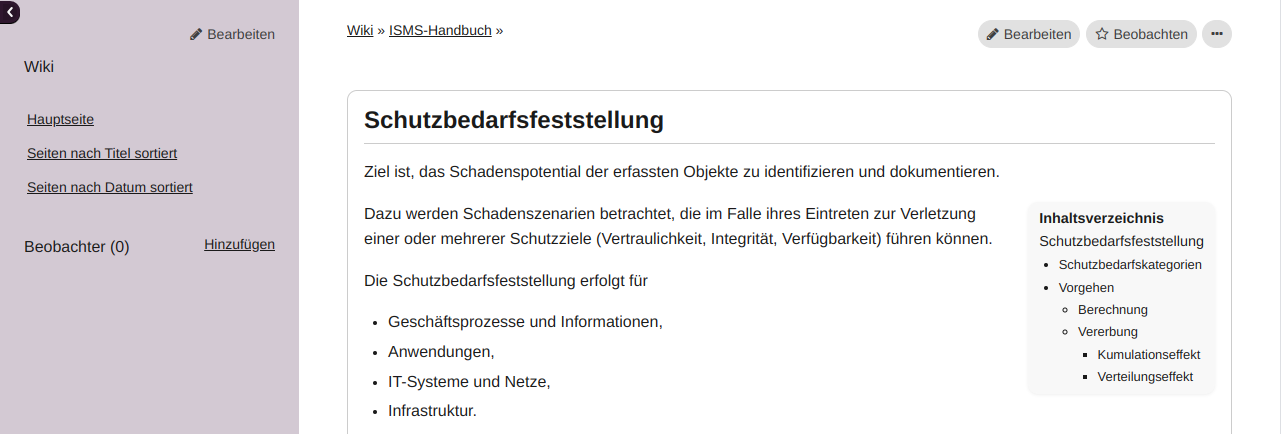 Bearbeiten
Wiki
Hauptseite
Seiten nach Titel sortiert
Seiten nach Datum sortiert
Beobachter (0) Hinzufügen
Wiki » ISMS-Handbuch »
Bearbeiten Beobachten
Schutzbedarfsfeststellung
Ziel ist, das Schadenspotential der erfassten Objekte zu identifizieren und dokumentieren.
Dazu werden Schadenszenarien betrachtet, die im Falle ihres Eintreten zur Verletzung
einer oder mehrerer Schutzziele (Vertraulichkeit, Integrität, Verfügbarkeit) führen können.
Die Schutzbedarfsfeststellung erfolgt für
• Geschäftsprozesse und Informationen,
• Anwendungen,
• IT-Systeme und Netze,
• Infrastruktur.
Inhaltsverzeichnis
Schutzbedarfsfeststellung
• Schutzbedarfskategorien
• Vorgehen
◦ Berechnung
◦ Vererbung
▪ Kumulationseffekt
▪ Verteilungseffekt